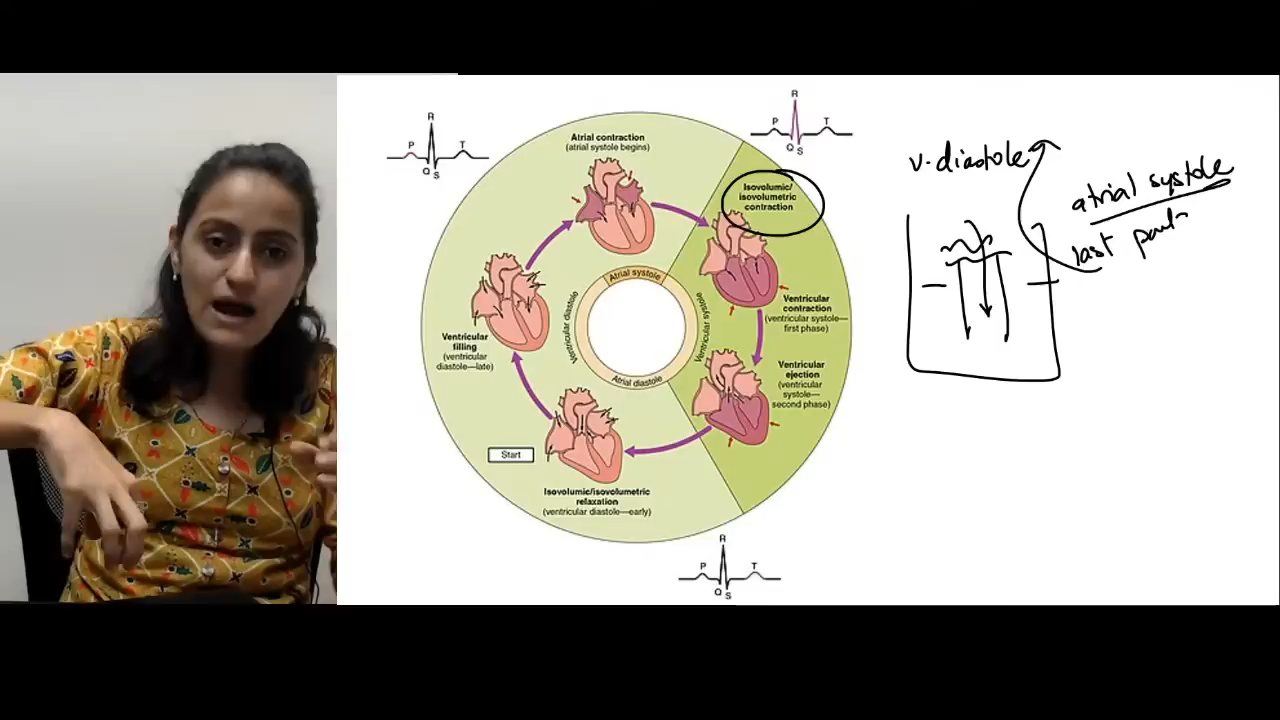 R
P
T
Q
S
Atrial contraction
(atrial systole begins)
R
P
T
Q
S
Isovolumic/
isovolumetric
contraction
Ventricular
contraction
(ventricular systole—
first phase)
Ventricular
ejection
(ventricular
systole—
second phase)
Isovolumic/isovolumetric
relaxation
(ventricular diastole—early)
Start
Ventricular
filling
(ventricular
diastole—late)
Atrial systole
Ventricular systole
Atrial diastole
Ventricular diastole
R
P
T
Q
S
v. diastole
atrial systole
last part